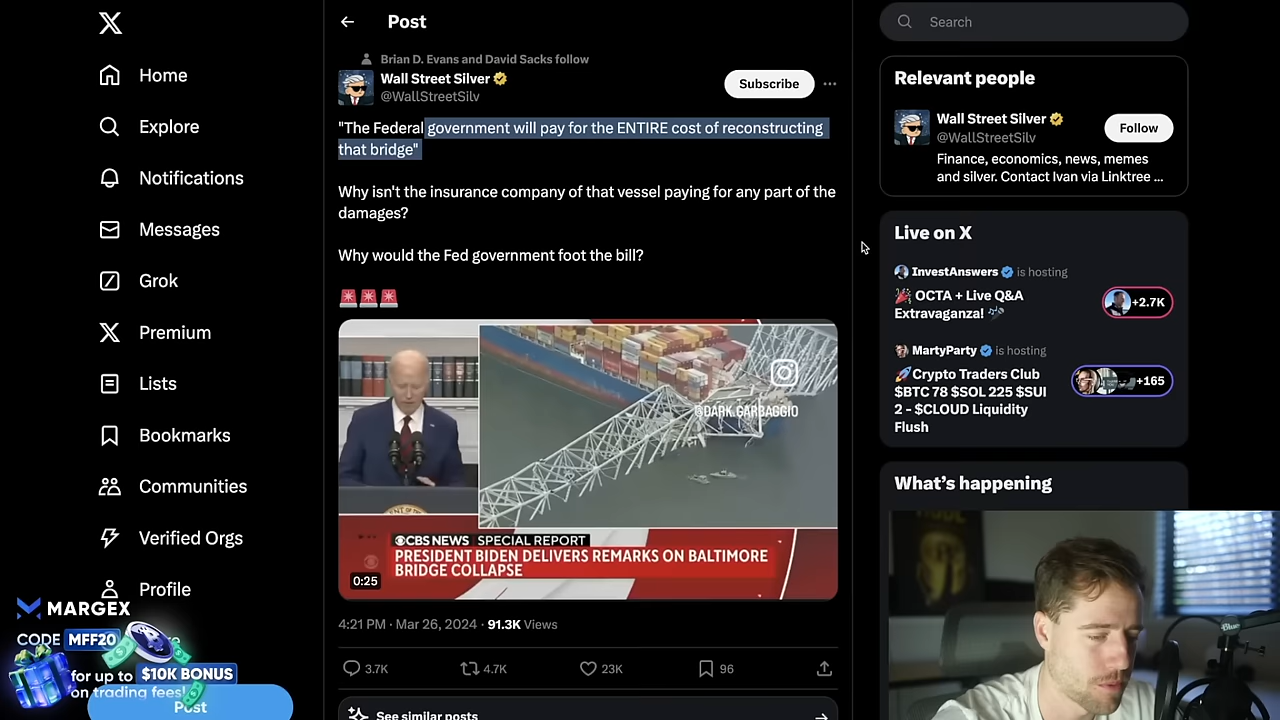 Home
Explore
Notifications
Messages
Grok
Premium
Lists
Bookmarks
Communities
Verified Orgs
Profile
MARGEX
CODE MFF20
for up to $10K BONUS
on trading fees!
Post
Post
Brian D. Evans and David Sacks follow
Wall Street Silver
@WallStreetSilv
Subscribe
"The Federal government will pay for the ENTIRE cost of reconstructing
that bridge"
Why isn't the insurance company of that vessel paying for any part of the
damages?
Why would the Fed government foot the bill?
@DARK.GARBAGGIO
CBS NEWS SPECIAL REPORT
PRESIDENT BIDEN DELIVERS REMARKS ON BALTIMORE
BRIDGE COLLAPSE
0:25
4:21 PM · Mar 26, 2024 · 91.3K Views
3.7K 4.7K 23K 96
See similar posts
Search
Relevant people
Wall Street Silver
@WallStreetSilv
Follow
Finance, economics, news, memes
and silver. Contact Ivan via Linktree ...
Live on X
InvestAnswers is hosting
OCTA + Live Q&A
Extravaganza!
+2.7K
MartyParty is hosting
Crypto Traders Club
$BTC 78 $SOL 225 $SUI
2 - $CLOUD Liquidity
Flush
+165
What's happening
Blue